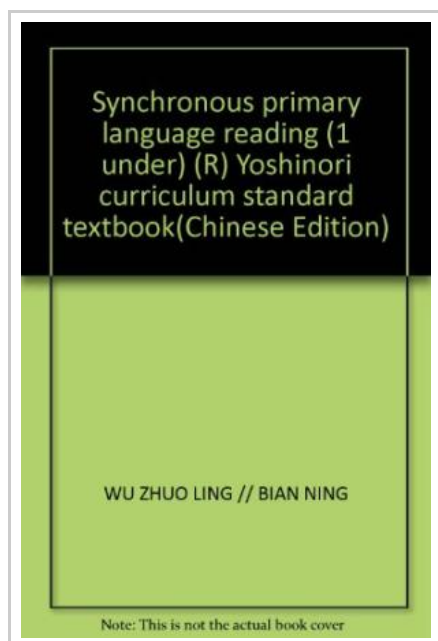 Synchronous primary
language reading (1
under) (R) Yoshinori
curriculum standard
textbook(Chinese Edition)
WU ZHUO LING // BIAN NING
Note: This is not the actual book cover